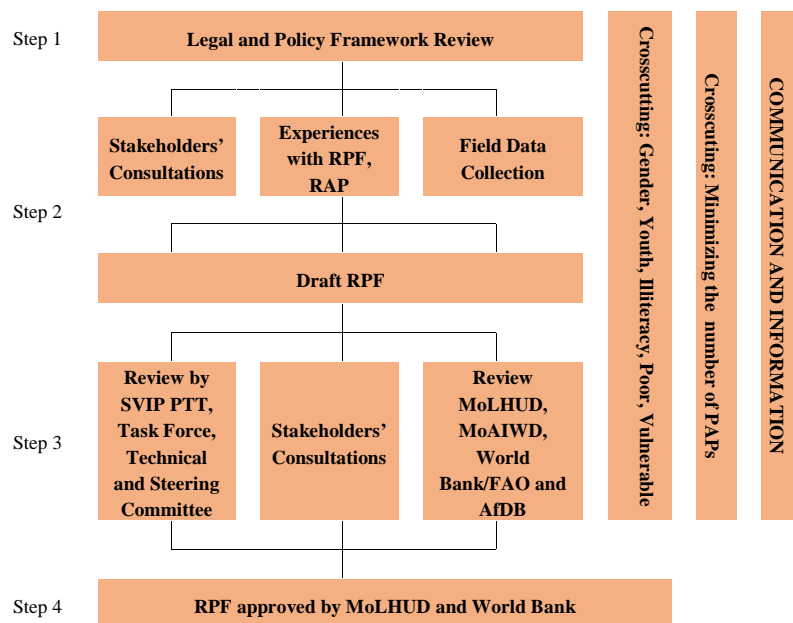 Step 1
Legal and Policy Framework Review
Stakeholders’
Consultations
Experiences
with RPF,
RAP
Field Data
Collection
Step 2
Draft RPF
Step 3
Review by
SVIP PTT,
Task Force,
Technical
and Steering
Committee
Stakeholders’
Consultations
Review
MoLHUD,
MoAIWD,
World
Bank/FAO and
AfDB
Step 4
RPF approved by MoLHUD and World Bank
Crosscutting: Gender, Youth, Illiteracy, Poor, Vulnerable
Crosscuting: Minimizing the number of PAPs
COMMUNICATION AND INFORMATION